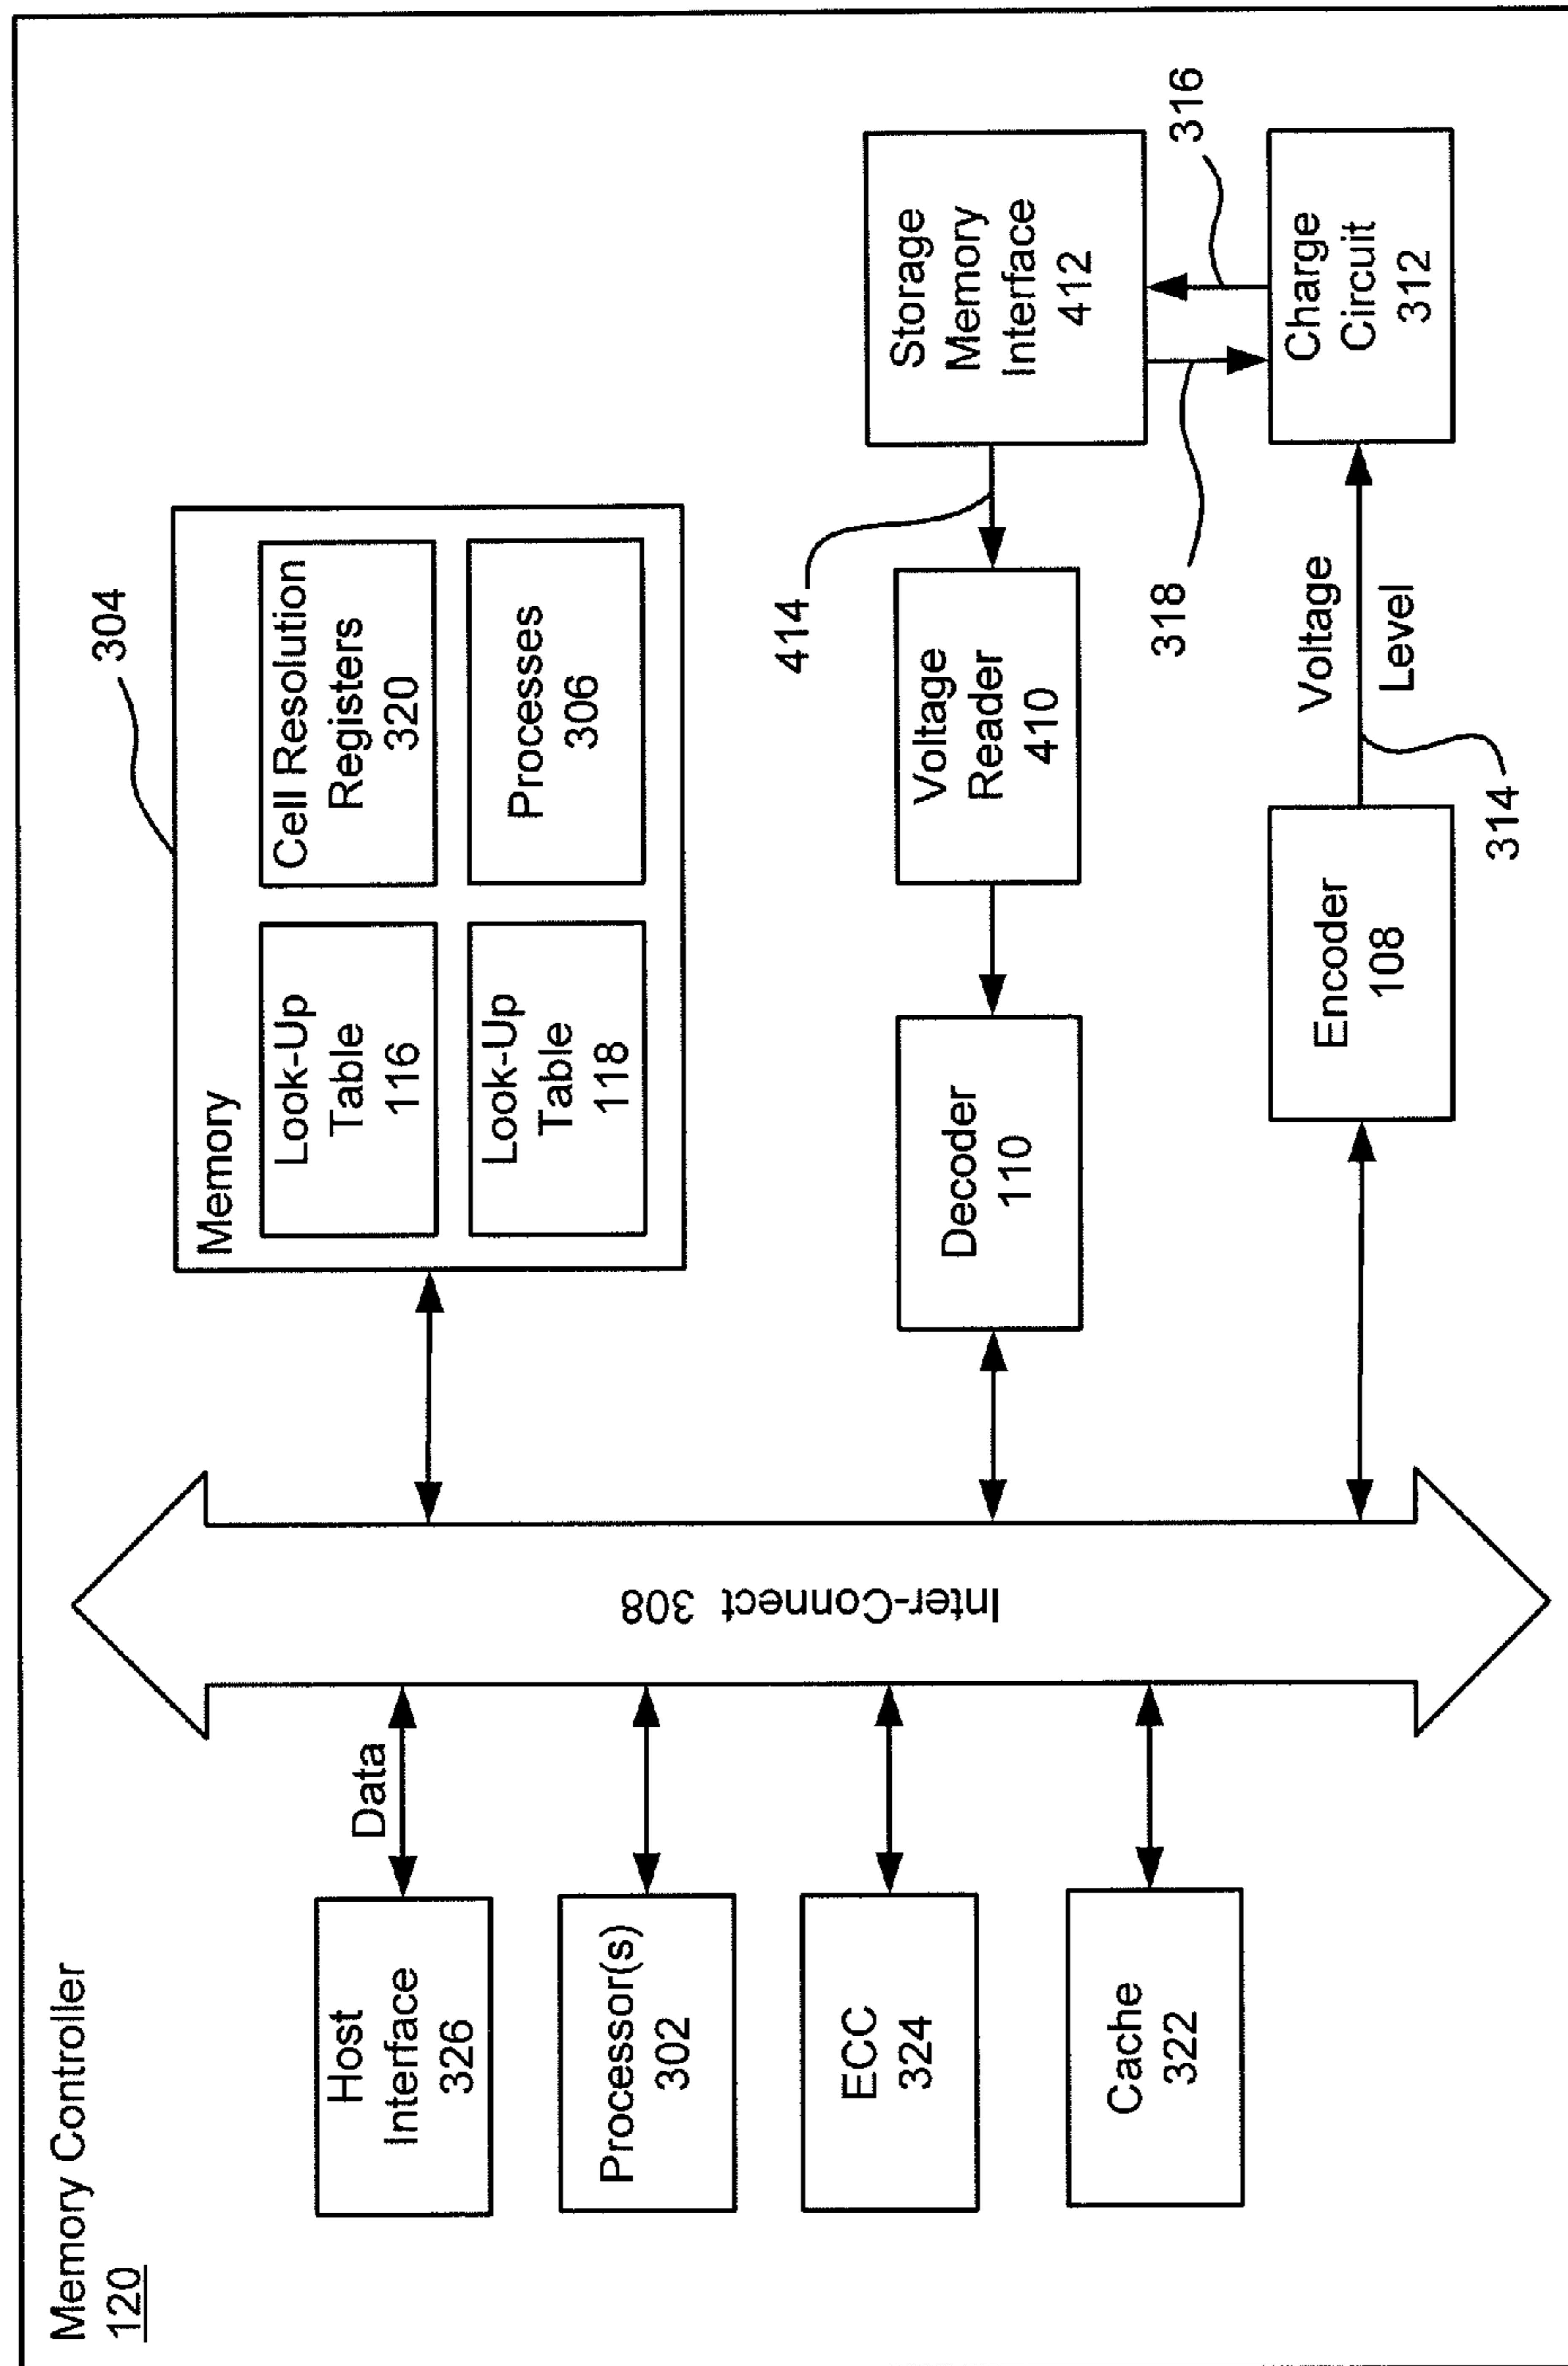 Memory Controller
120
Host
Interface
326
Data
Processor(s)
302
ECC
324
Cache
322
Inter-Connect 308
304
Memory
Look-Up
Table
116
Cell Resolution
Registers
320
Look-Up
Table
118
Processes
306
Decoder
110
Voltage
Reader
410
414
Storage
Memory
Interface
412
318
316
Encoder
108
314
Voltage
Level
Charge
Circuit
312